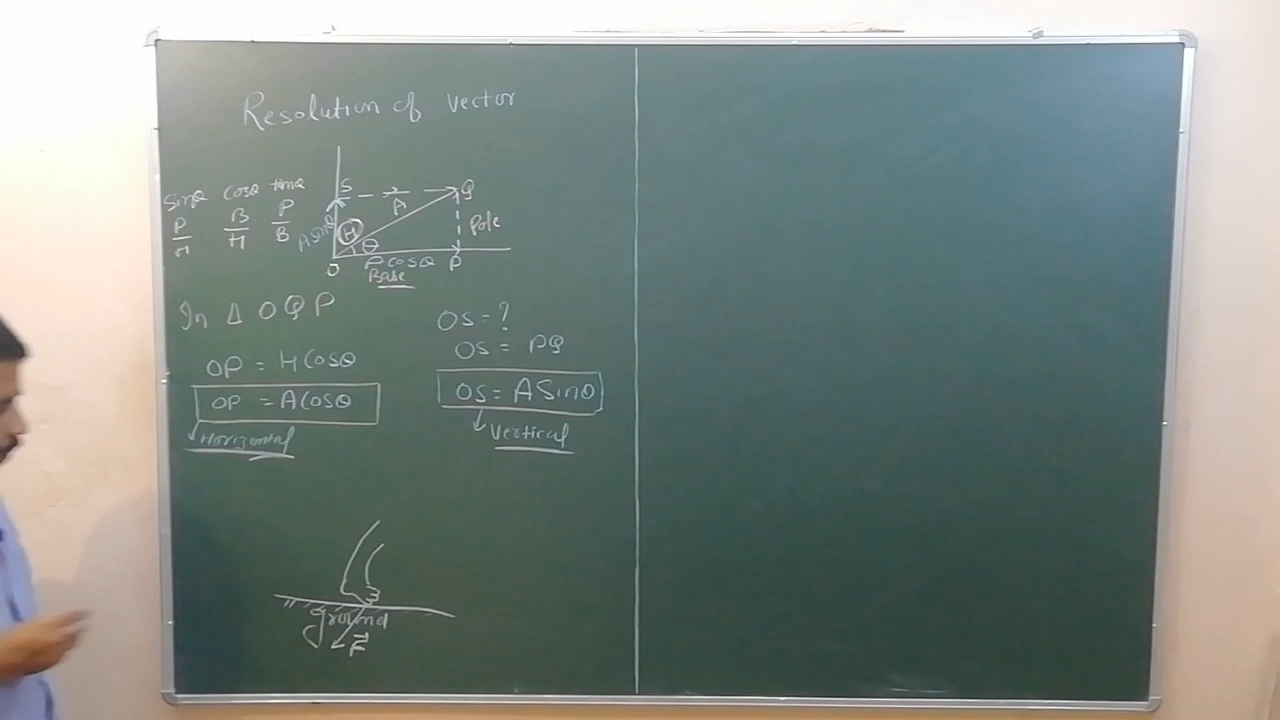 Resolution of vector
Sinθ Cosθ tanθ
P/H B/H P/B
S Q
A
H
θ
Pole
A Sinθ
O A Cosθ P
Base
In Δ OQP
OP = H Cosθ
OP = A Cosθ
Horizontal
OS = ?
OS = PQ
OS = A Sinθ
Vertical
ground
F